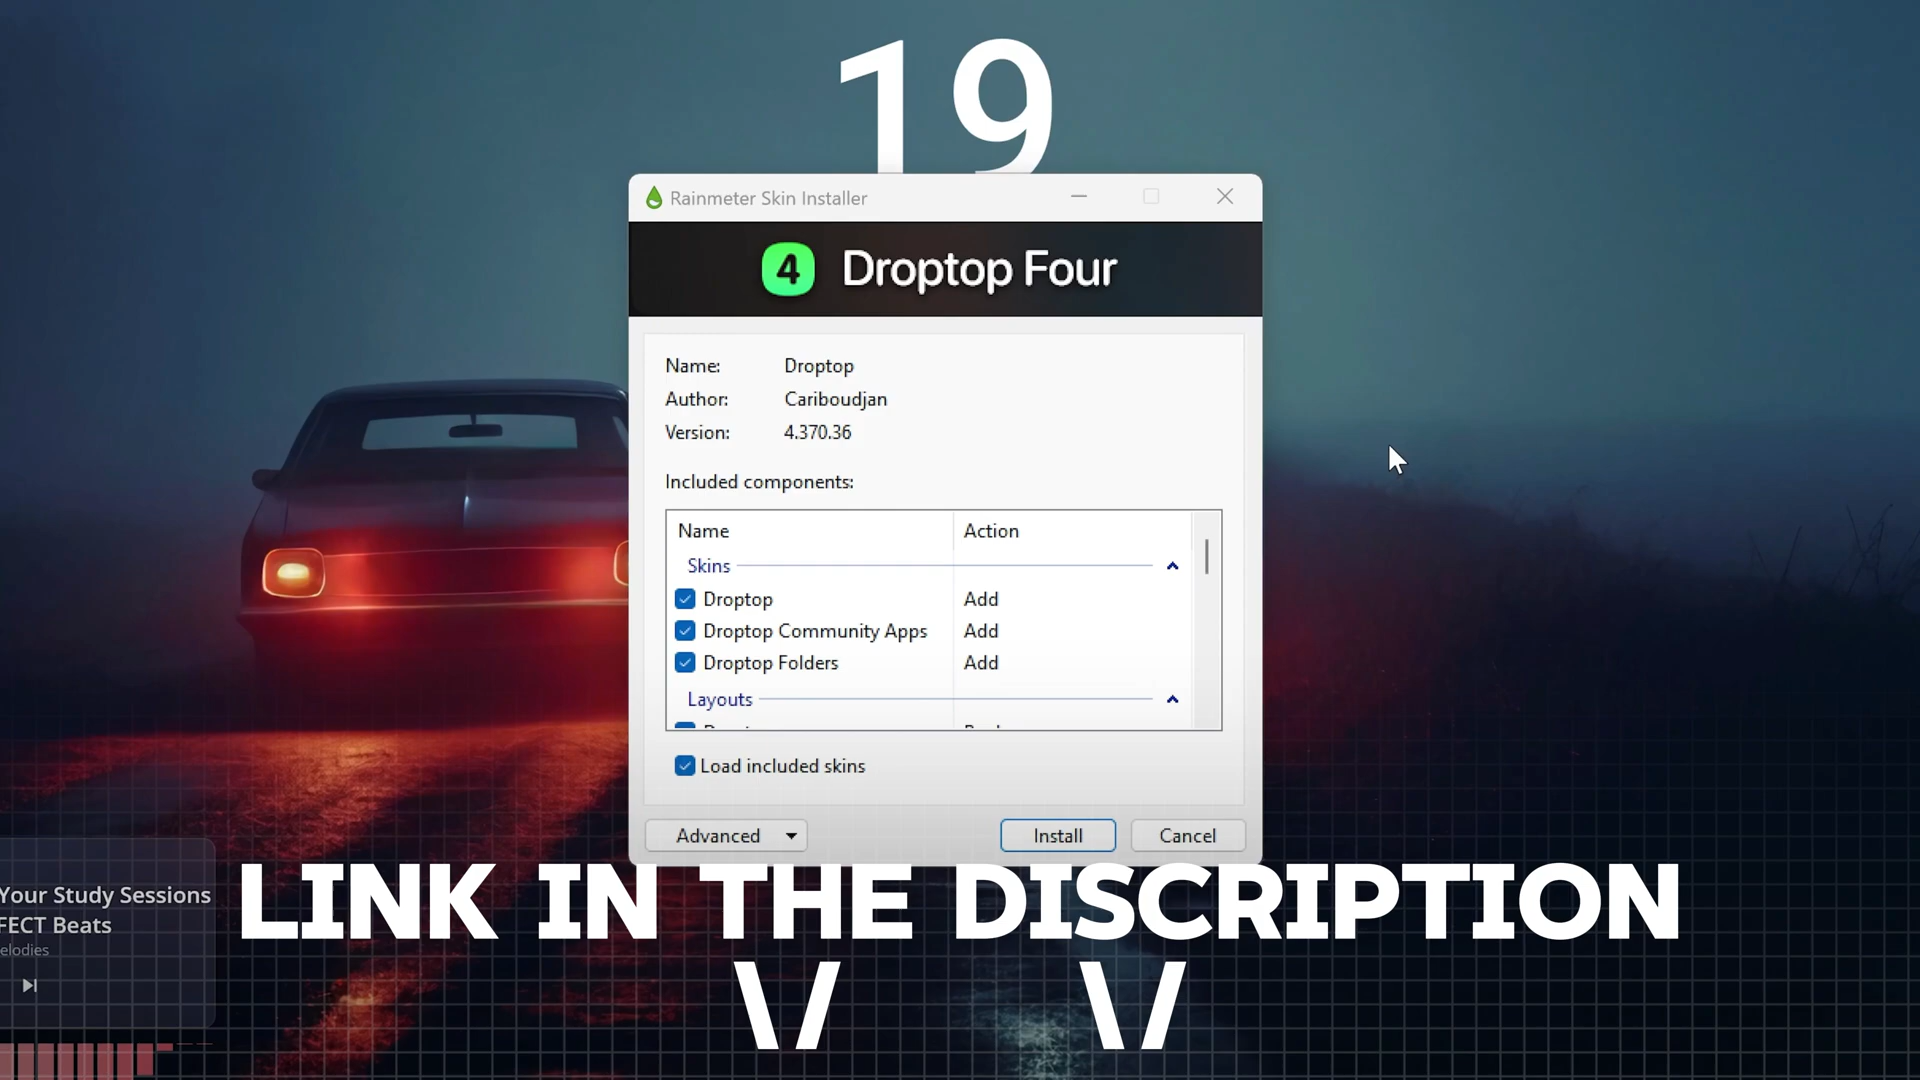 19
Rainmeter Skin Installer
4 Droptop Four
Name: Droptop
Author: Cariboudjan
Version: 4.370.36
Included components:
Name Action
Skins
Droptop Add
Droptop Community Apps Add
Droptop Folders Add
Layouts
Load included skins
Advanced Install Cancel
Your Study Sessions
FECT Beats
elodies
LINK IN THE DISCRIPTION
\/ \/